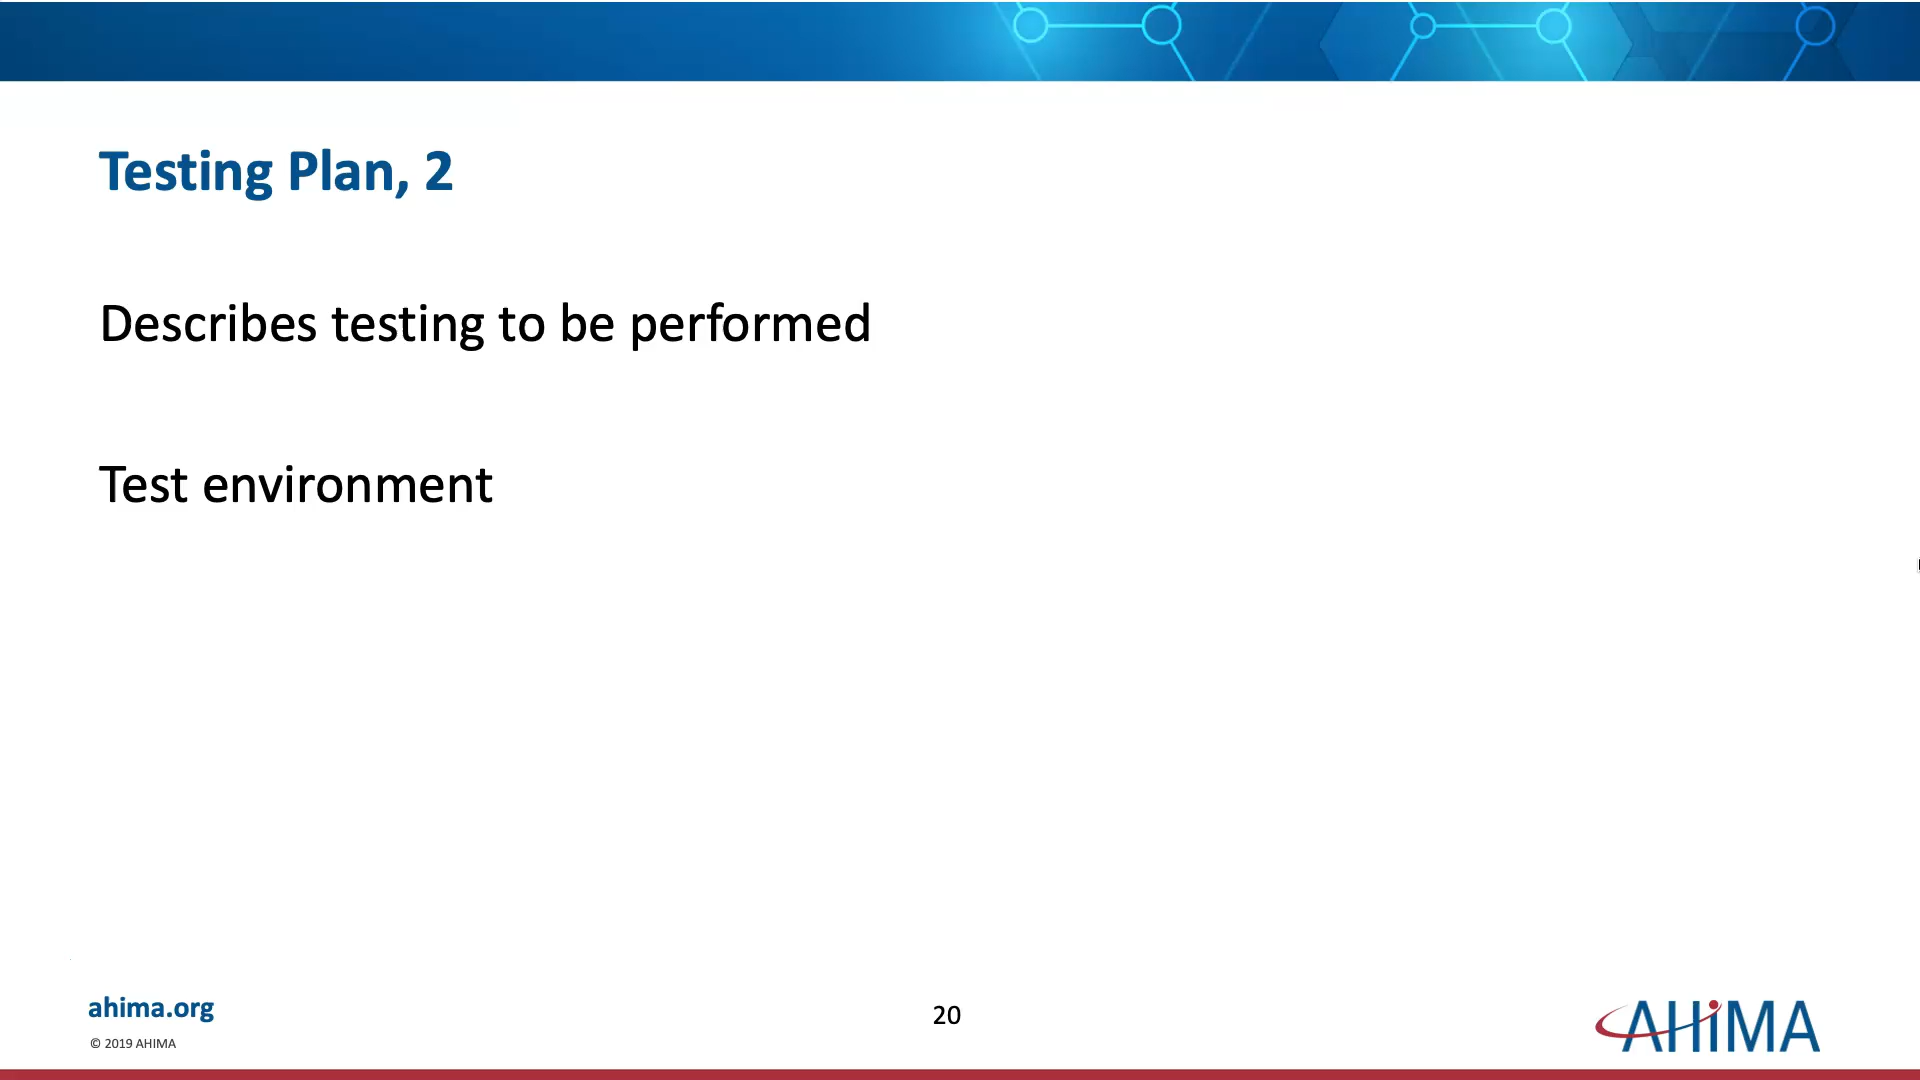 Testing Plan, 2
Describes testing to be performed
Test environment
ahima.org
20
© 2019 AHIMA
AHIMA